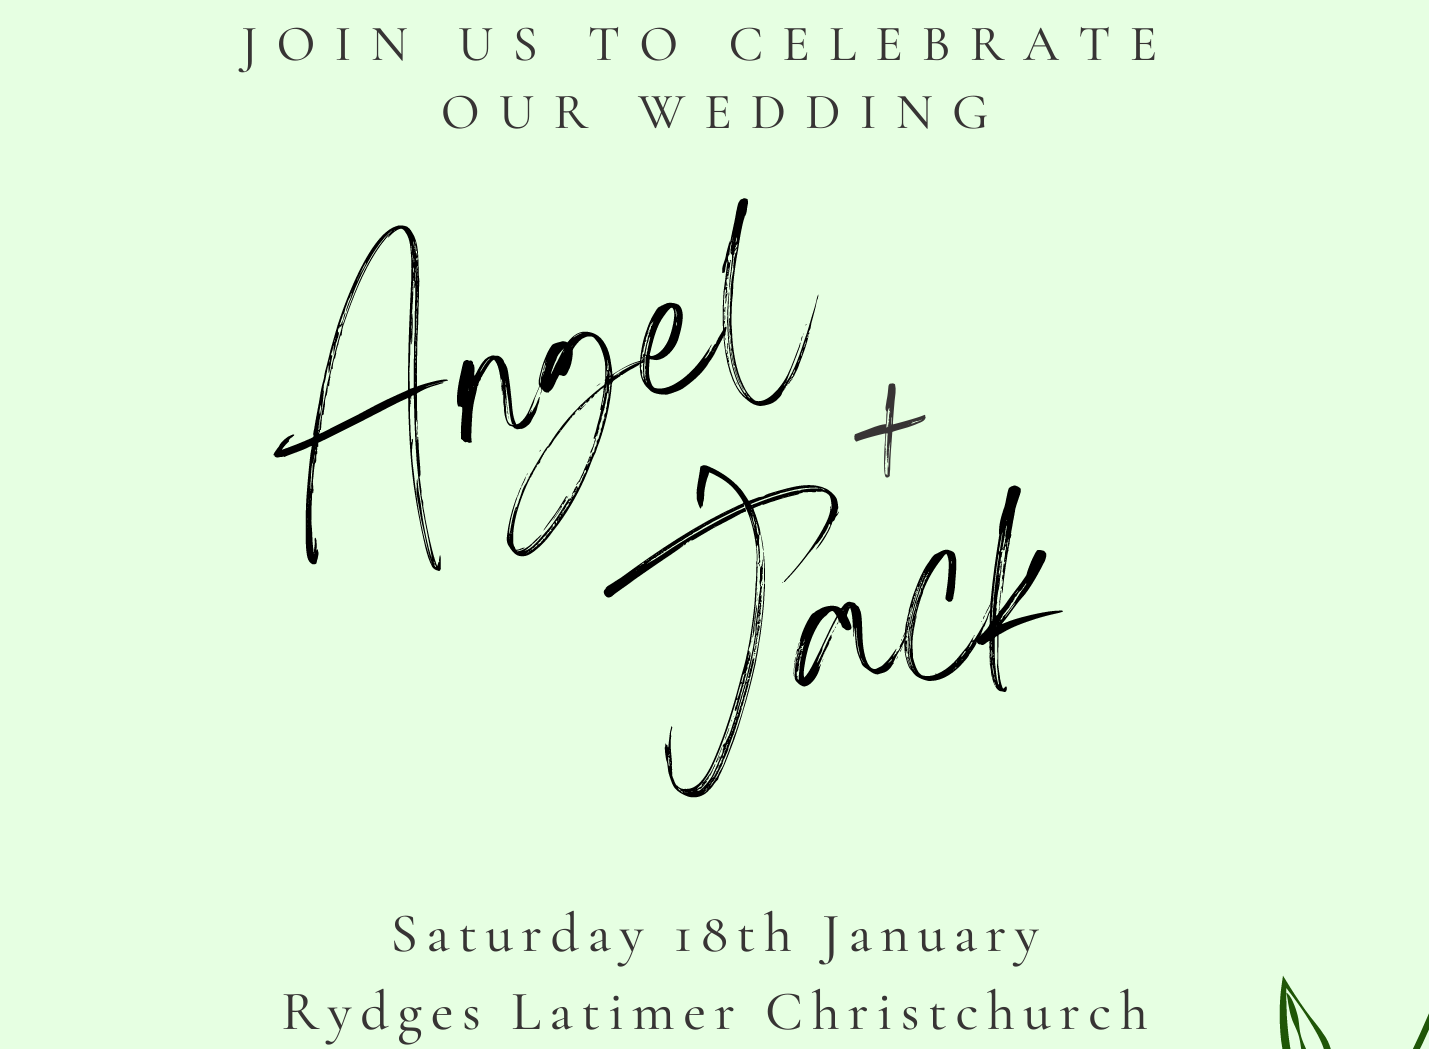 JOIN US TO CELEBRATE
OUR WEDDING
Angel
+
Jack
Saturday 18th January
Rydges Latimer Christchurch